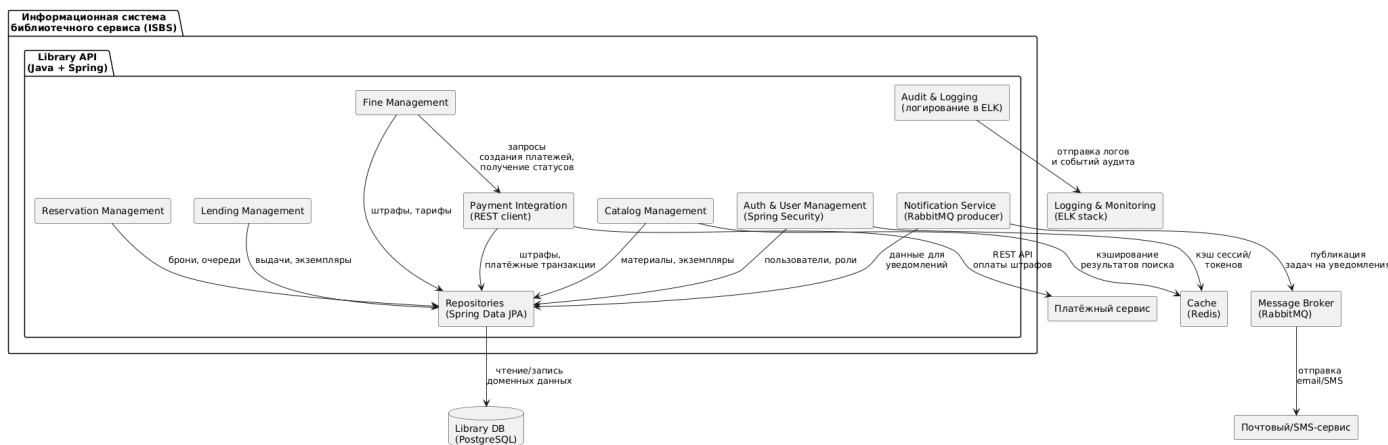 Информационная система
библиотечного сервиса (ISBS)
Library API
(Java + Spring)
Fine Management
Audit & Logging
(логирование в ELK)
запросы
создания платежей,
получение статусов
отправка логов
и событий аудита
Reservation Management
Lending Management
штрафы, тарифы
Payment Integration
(REST client)
Catalog Management
Auth & User Management
(Spring Security)
Notification Service
(RabbitMQ producer)
Logging & Monitoring
(ELK stack)
брони, очереди
выдачи, экземпляры
штрафы,
платёжные транзакции
материалы, экземпляры
пользователи, роли
данные для
уведомлений
REST API
оплаты штрафов
кэширование
результатов поиска
кэш сессий/
токенов
публикация
задач на уведомления
Repositories
(Spring Data JPA)
Платёжный сервис
Cache
(Redis)
Message Broker
(RabbitMQ)
чтение/запись
доменных данных
отправка
email/SMS
Library DB
(PostgreSQL)
Почтовый/SMS-сервис